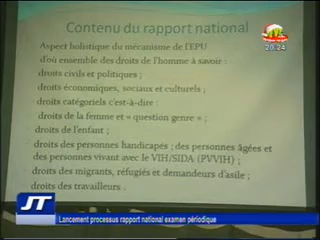 Contenu du rapport national
20:24
Aspect holistique du mécanisme de l'EPU
d'où ensemble des droits de l'homme à savoir :
droits civils et politiques ;
droits économiques, sociaux et culturels ;
droits catégoriels c'est-à-dire :
droits de la femme et « question genre » ;
droits de l'enfant ;
droits des personnes handicapés ; des personnes âgées et
des personnes vivant avec le VIH/SIDA (PVVIH) ;
droits des migrants, réfugiés et demandeurs d'asile ;
droits des travailleurs .
JT
Lancement processus rapport national examen périodique